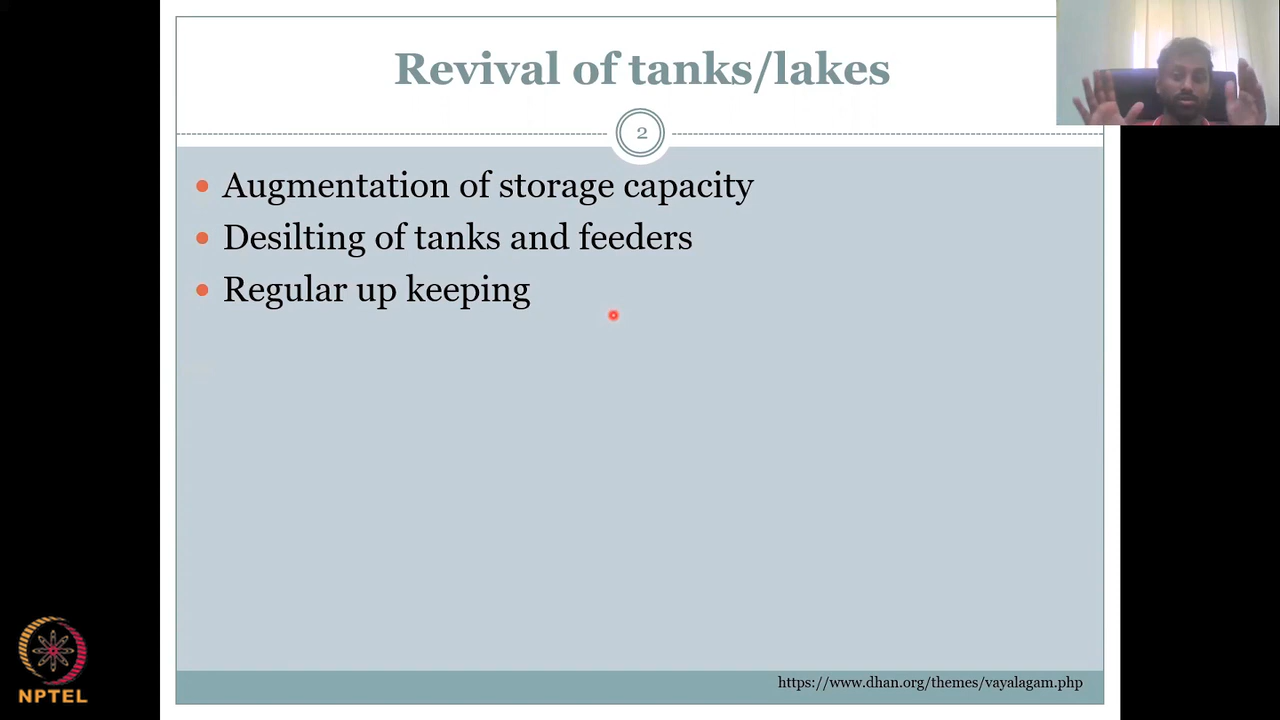 Revival of tanks/lakes
2
Augmentation of storage capacity
Desilting of tanks and feeders
Regular up keeping
https://www.dhan.org/themes/vayalagam.php
NPTEL